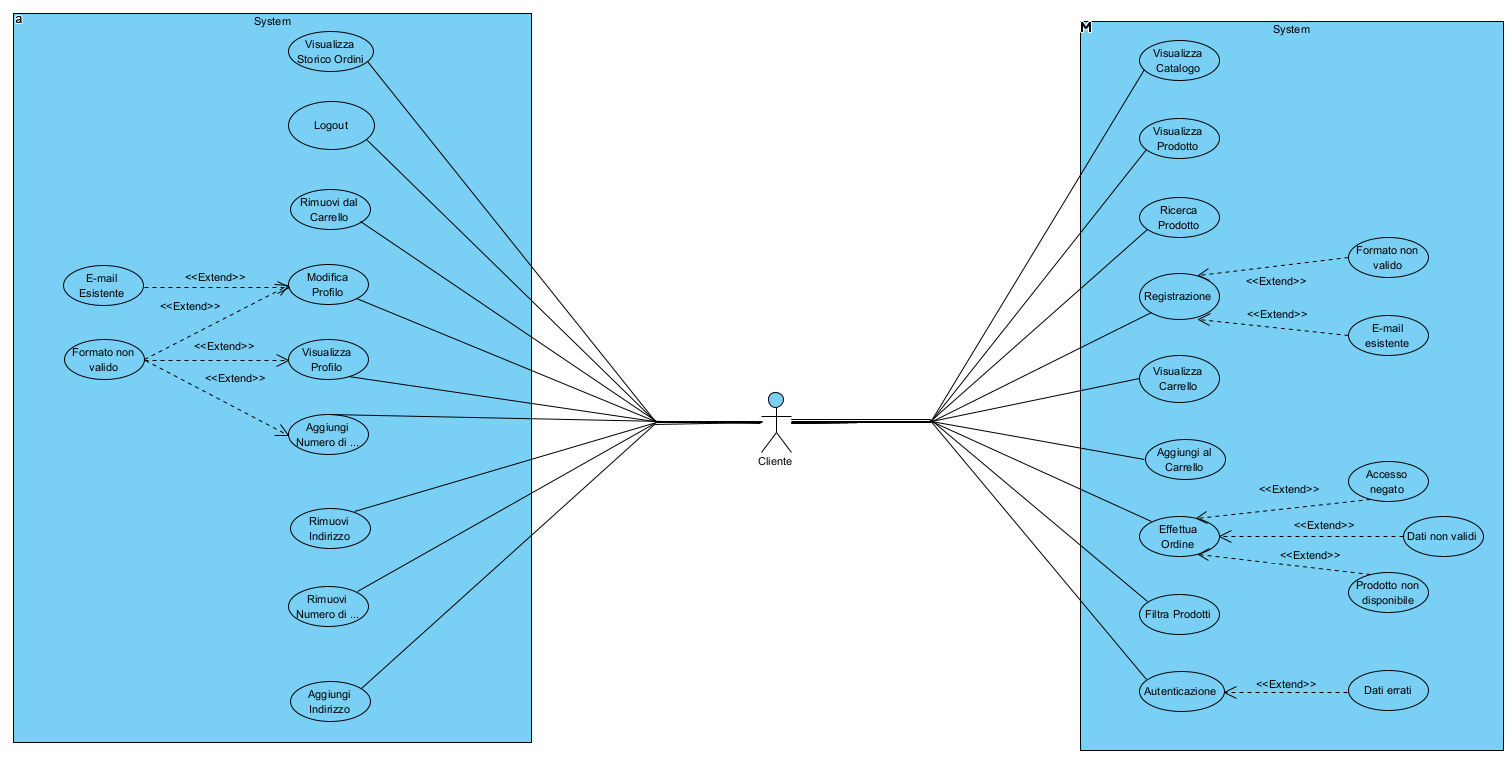 a
System
Visualizza
Storico Ordini
Logout
Rimuovi dal
Carrello
E-mail
Esistente
<<Extend>>
<<Extend>>
Modifica
Profilo
Formato non
valido
<<Extend>>
<<Extend>>
Visualizza
Profilo
Aggiungi
Numero di ...
Rimuovi
Indirizzo
Rimuovi
Numero di ...
Aggiungi
Indirizzo
Cliente
M
System
Visualizza
Catalogo
Visualizza
Prodotto
Ricerca
Prodotto
Formato non
valido
<<Extend>>
Registrazione
<<Extend>>
E-mail
esistente
Visualizza
Carrello
Aggiungi al
Carrello
Accesso
negato
<<Extend>>
Effettua
Ordine
<<Extend>>
Dati non validi
<<Extend>>
Prodotto non
disponibile
Filtra Prodotti
Autenticazione
<<Extend>>
Dati errati